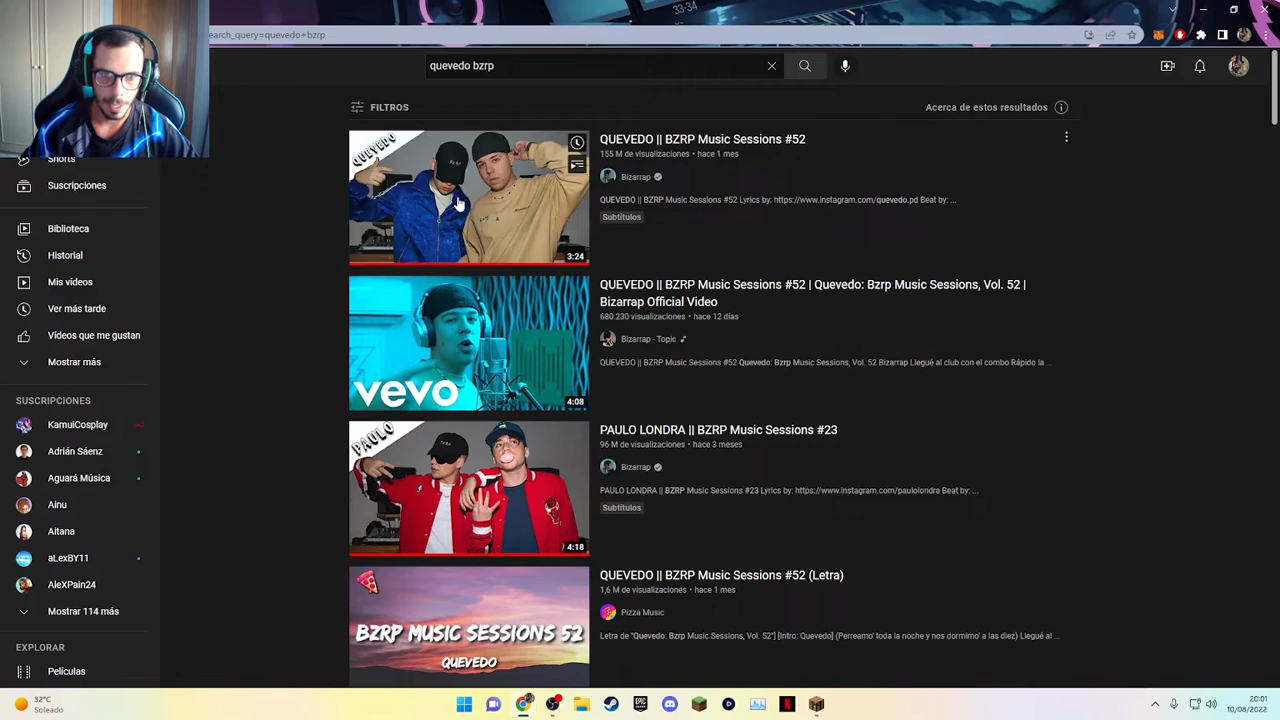 33-34
earch_query=quevedo+bzrp
quevedo bzrp
FILTROS
Acerca de estos resultados
QUEVEDO
3:24
QUEVEDO || BZRP Music Sessions #52
155 M de visualizaciones • hace 1 mes
Bizarrap
QUEVEDO || BZRP Music Sessions #52 Lyrics by: https://www.instagram.com/quevedo.pd Beat by: ...
Subtítulos
vevo
4:08
QUEVEDO || BZRP Music Sessions #52 | Quevedo: Bzrp Music Sessions, Vol. 52 |
Bizarrap Official Video
680.230 visualizaciones • hace 12 días
Bizarrap - Topic
QUEVEDO || BZRP Music Sessions #52 Quevedo: Bzrp Music Sessions, Vol. 52 Bizarrap Llegué al club con el combo Rápido la ...
PAULO
4:18
PAULO LONDRA || BZRP Music Sessions #23
96 M de visualizaciones • hace 3 meses
Bizarrap
PAULO LONDRA || BZRP Music Sessions #23 Lyrics by: https://www.instagram.com/paulolondra Beat by: ...
Subtítulos
BZRP MUSIC SESSIONS 52
QUEVEDO
QUEVEDO || BZRP Music Sessions #52 (Letra)
1,6 M de visualizaciones • hace 1 mes
Pizza Music
Letra de "Quevedo: Bzrp Music Sessions, Vol. 52"] [Intro: Quevedo] (Perreamo' toda la noche y nos dormimo' a las diez) Llegué al ...
Shorts
Suscripciones
Biblioteca
Historial
Mis vídeos
Ver más tarde
Vídeos que me gustan
Mostrar más
SUSCRIPCIONES
KamuiCosplay
Adrián Sáenz
Aguará Música
Ainu
Aitana
aLexBY11
AleXPain24
Mostrar 114 más
EXPLORAR
Películas
32°C
Soleado
EPIC
GAMES
N
20:01
10/08/2022